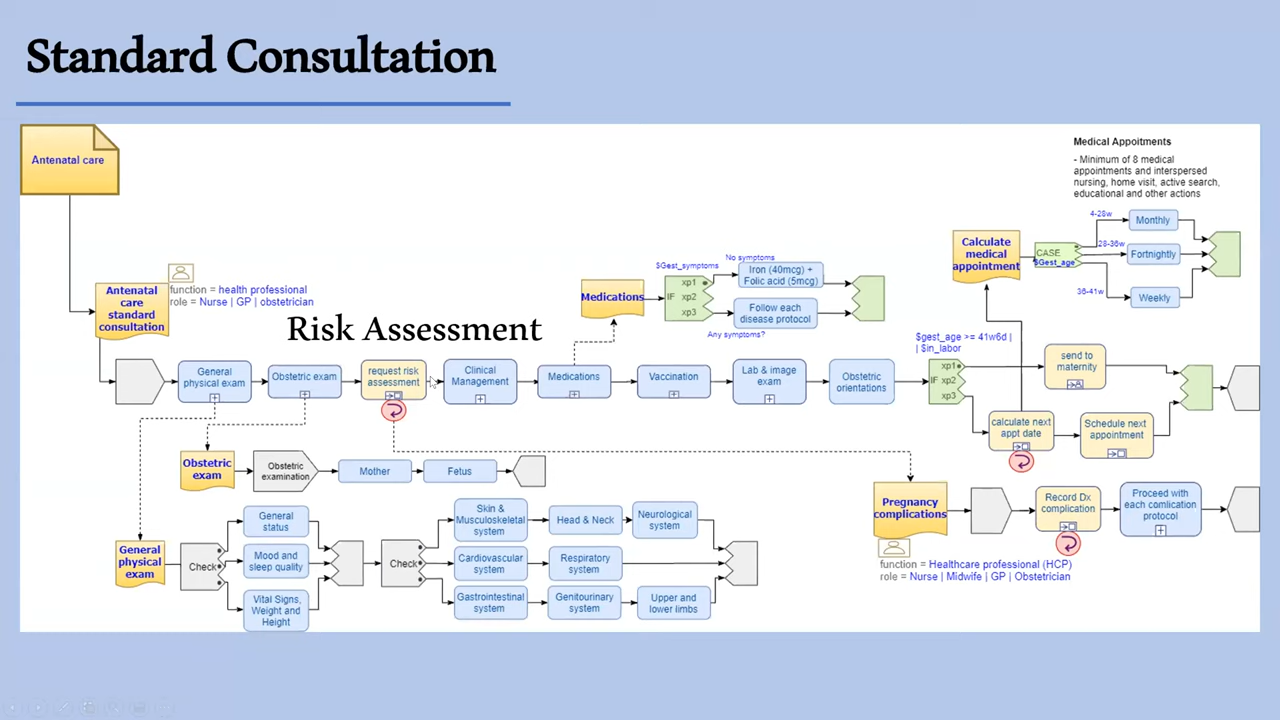 Standard Consultation
Antenatal care
Medical Appoitments
- Minimum of 8 medical
appointments and interspersed
nursing, home visit, active search,
educational and other actions
Calculate
medical
appointment
CASE
$Gest_age
4-28w
Monthly
28-36w
Fortnightly
36-41w
Weekly
Antenatal
care
standard
consultation
function = health professional
role = Nurse | GP | obstetrician
Risk Assessment
Medications
$Gest_symptoms
IF
xp1
xp2
xp3
No symptoms
Iron (40mcg) +
Folic acid (5mcg)
Follow each
disease protocol
Any symptoms?
General
physical exam
Obstetric exam
request risk
assessment
Clinical
Management
Medications
Vaccination
Lab & image
exam
Obstetric
orientations
$gest_age >= 41w6d |
| $in_labor
IF
xp1
xp2
xp3
send to
maternity
calculate next
appt date
Schedule next
appointment
Obstetric
exam
Obstetric
examination
Mother
Fetus
Pregnancy
complications
Record Dx
complication
Proceed with
each comlication
protocol
function = Healthcare professional (HCP)
role = Nurse | Midwife | GP | Obstetrician
General
physical
exam
Check
General
status
Mood and
sleep quality
Vital Signs,
Weight and
Height
Check
Skin &
Musculoskeletal
system
Head & Neck
Neurological
system
Cardiovascular
system
Respiratory
system
Gastrointestinal
system
Genitourinary
system
Upper and
lower limbs